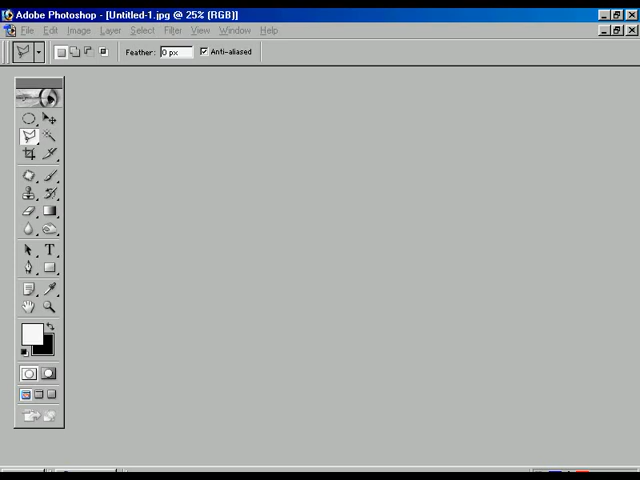 Adobe Photoshop - [Untitled-1.jpg @ 25% (RGB)]
File Edit Image Layer Select Filter View Window Help
Feather: 0 px Anti-aliased
T